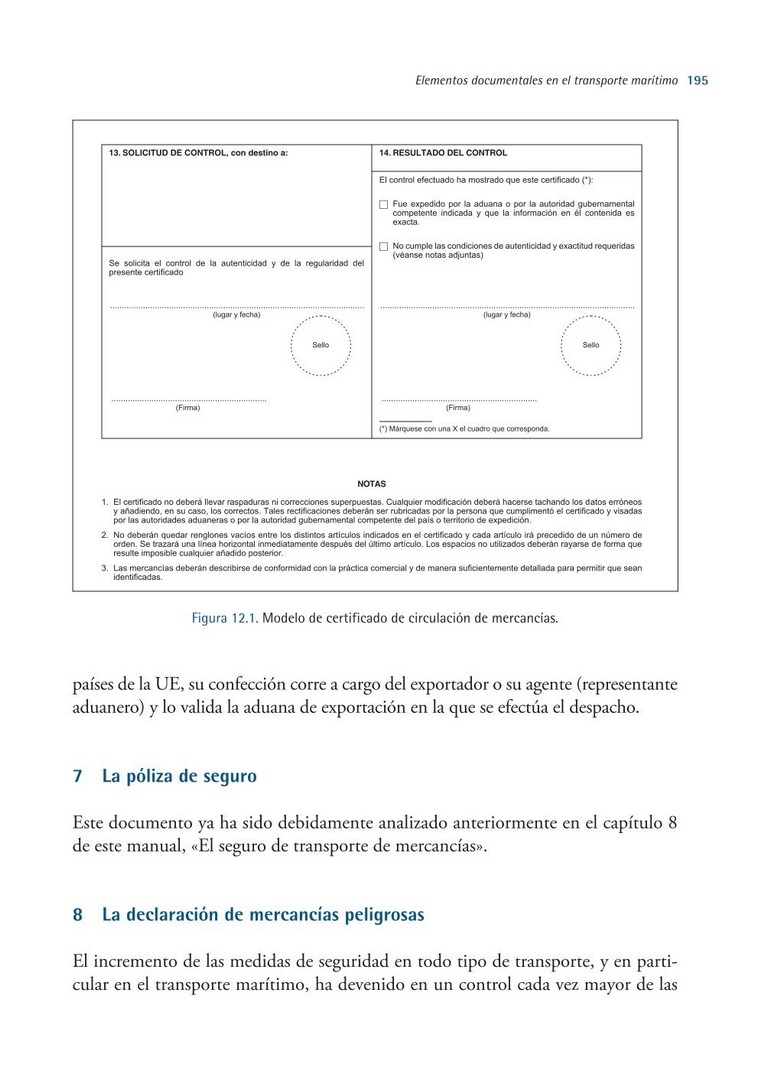 Elementos documentales en el transporte marítimo 195
13. SOLICITUD DE CONTROL, con destino a:
Se solicita el control de la autenticidad y de la regularidad del
presente certificado
(lugar y fecha)
Sello
(Firma)
14. RESULTADO DEL CONTROL
El control efectuado ha mostrado que este certificado (*):
Fue expedido por la aduana o por la autoridad gubernamental
competente indicada y que la información en él contenida es
exacta.
No cumple las condiciones de autenticidad y exactitud requeridas
(véanse notas adjuntas)
(lugar y fecha)
Sello
(Firma)
(*) Márquese con una X el cuadro que corresponda.
NOTAS
1. El certificado no deberá llevar raspaduras ni correcciones superpuestas. Cualquier modificación deberá hacerse tachando los datos erróneos
y añadiendo, en su caso, los correctos. Tales rectificaciones deberán ser rubricadas por la persona que cumplimentó el certificado y visadas
por las autoridades aduaneras o por la autoridad gubernamental competente del país o territorio de expedición.
2. No deberán quedar renglones vacíos entre los distintos artículos indicados en el certificado y cada artículo irá precedido de un número de
orden. Se trazará una línea horizontal inmediatamente después del último artículo. Los espacios no utilizados deberán rayarse de forma que
resulte imposible cualquier añadido posterior.
3. Las mercancías deberán describirse de conformidad con la práctica comercial y de manera suficientemente detallada para permitir que sean
identificadas.
Figura 12.1. Modelo de certificado de circulación de mercancías.
países de la UE, su confección corre a cargo del exportador o su agente (representante
aduanero) y lo valida la aduana de exportación en la que se efectúa el despacho.
7 La póliza de seguro
Este documento ya ha sido debidamente analizado anteriormente en el capítulo 8
de este manual, «El seguro de transporte de mercancías».
8 La declaración de mercancías peligrosas
El incremento de las medidas de seguridad en todo tipo de transporte, y en parti-
cular en el transporte marítimo, ha devenido en un control cada vez mayor de las